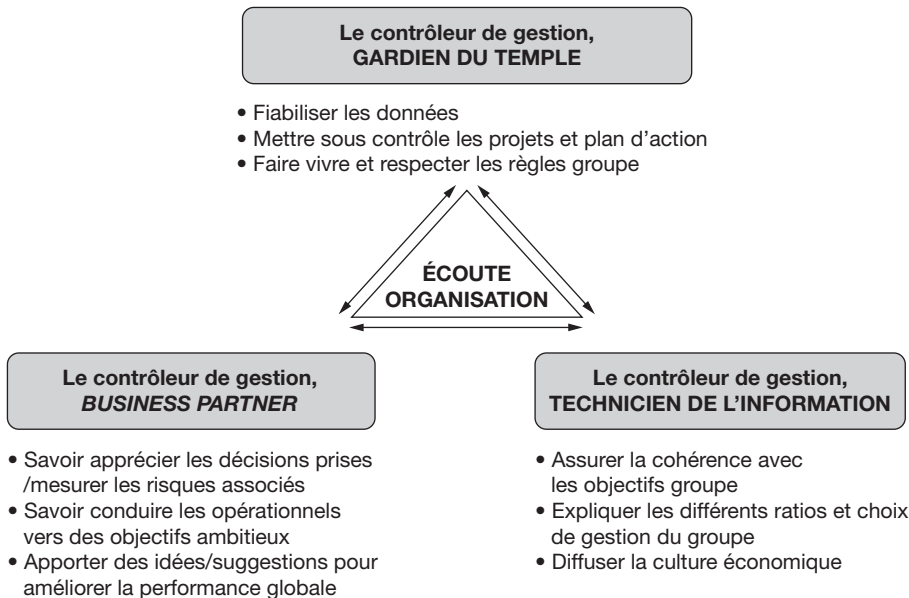 Le contrôleur de gestion,
GARDIEN DU TEMPLE
• Fiabiliser les données
• Mettre sous contrôle les projets et plan d’action
• Faire vivre et respecter les règles groupe
ÉCOUTE
ORGANISATION
Le contrôleur de gestion,
BUSINESS PARTNER
• Savoir apprécier les décisions prises
/mesurer les risques associés
• Savoir conduire les opérationnels
vers des objectifs ambitieux
• Apporter des idées/suggestions pour
améliorer la performance globale
Le contrôleur de gestion,
TECHNICIEN DE L’INFORMATION
• Assurer la cohérence avec
les objectifs groupe
• Expliquer les différents ratios et choix
de gestion du groupe
• Diffuser la culture économique